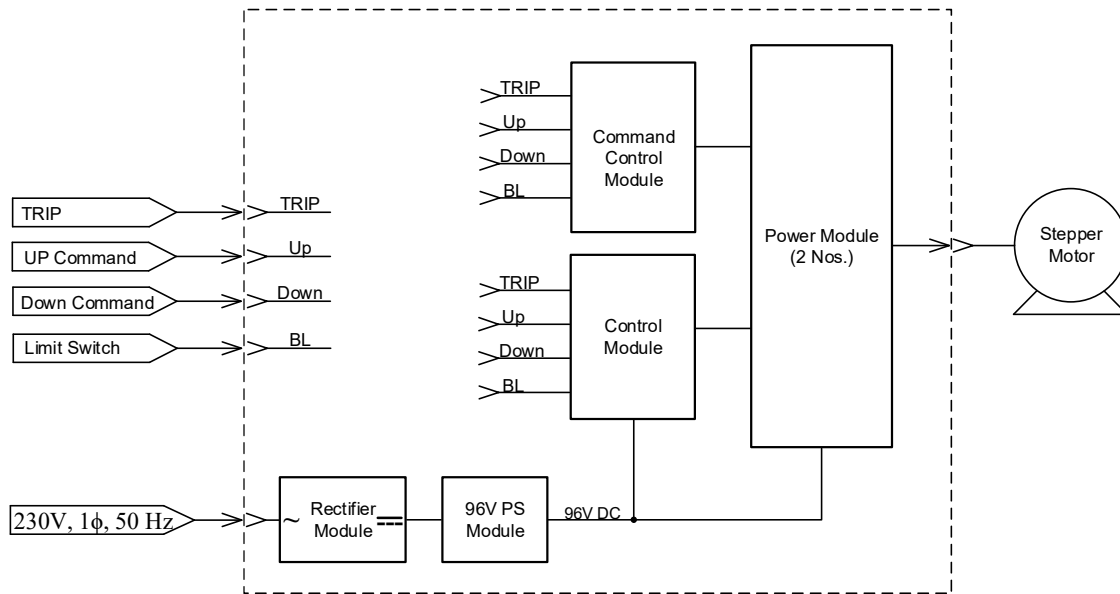 TRIP
Up
Down
BL
Command
Control
Module
Power Module
(2 Nos.)
Stepper
Motor
TRIP
UP Command
Down Command
Limit Switch
TRIP
Up
Down
BL
TRIP
Up
Down
BL
Control
Module
230V, 1ϕ, 50 Hz
~
Rectifier
Module
96V PS
Module
96V DC